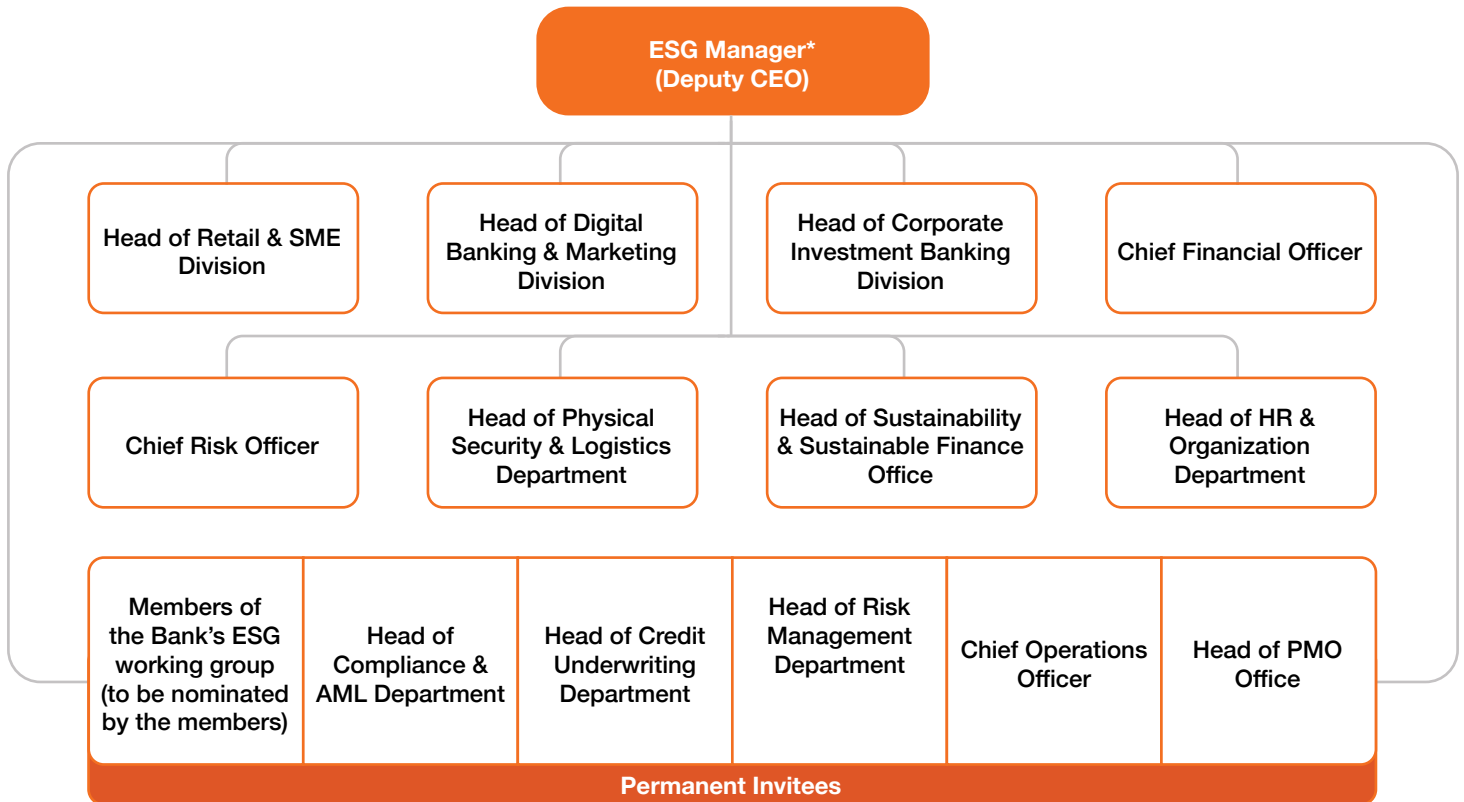 ESG Manager*
(Deputy CEO)
Head of Retail & SME
Division
Head of Digital
Banking & Marketing
Division
Head of Corporate
Investment Banking
Division
Chief Financial Officer
Chief Risk Officer
Head of Physical
Security & Logistics
Department
Head of Sustainability
& Sustainable Finance
Office
Head of HR &
Organization
Department
Members of
the Bank’s ESG
working group
(to be nominated
by the members)
Head of
Compliance &
AML Department
Head of Credit
Underwriting
Department
Head of Risk
Management
Department
Chief Operations
Officer
Head of PMO
Office
Permanent Invitees